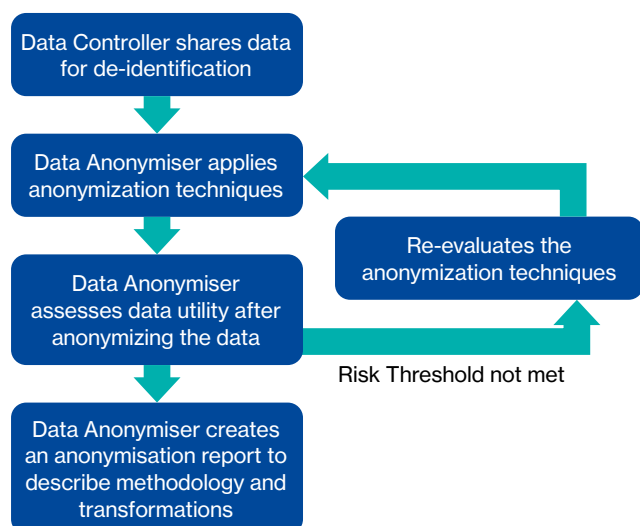 Data Controller shares data
for de-identification
Data Anonymiser applies
anonymization techniques
Re-evaluates the
anonymization techniques
Data Anonymiser
assesses data utility after
anonymizing the data
Risk Threshold not met
Data Anonymiser creates
an anonymisation report to
describe methodology and
transformations